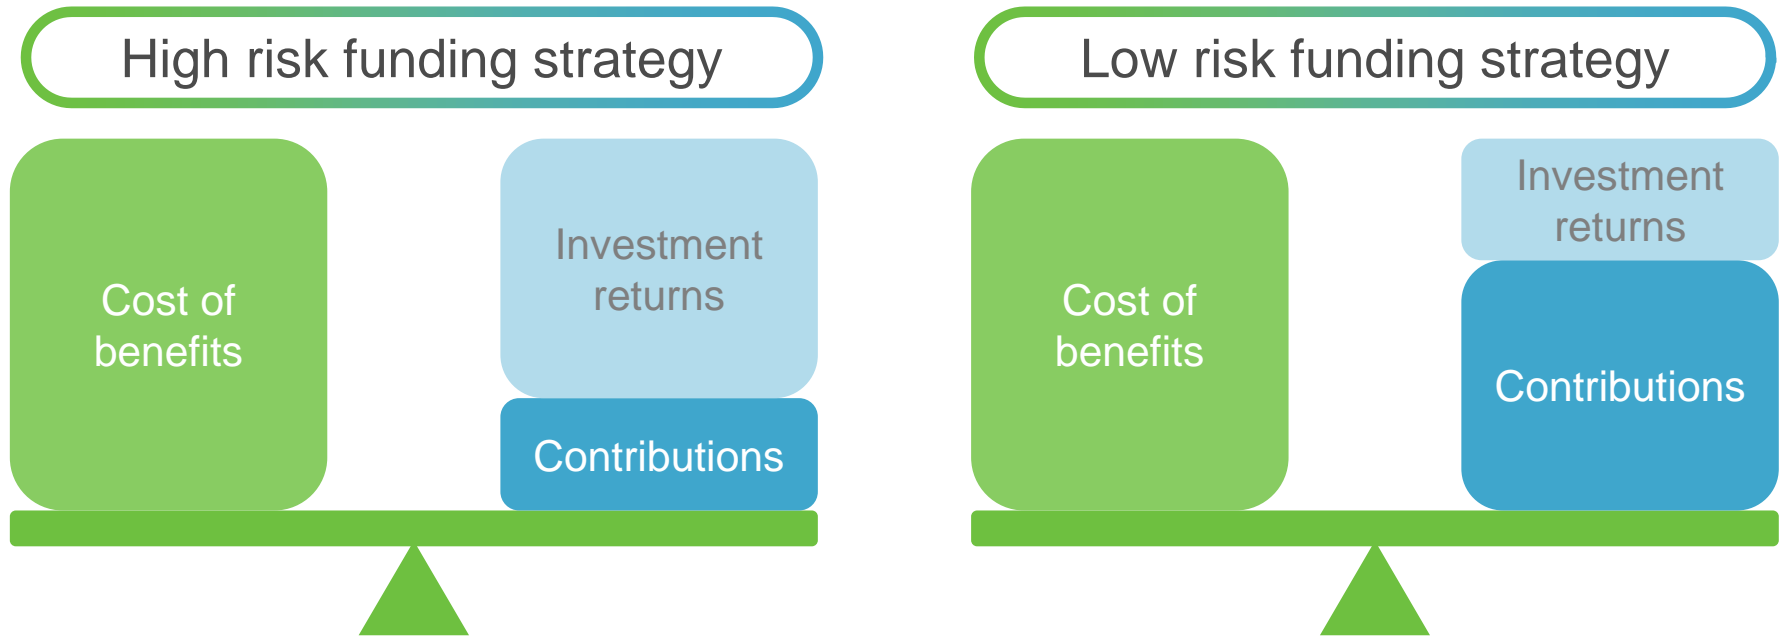 High risk funding strategy
Cost of
benefits
Investment
returns
Contributions
Low risk funding strategy
Cost of
benefits
Investment
returns
Contributions